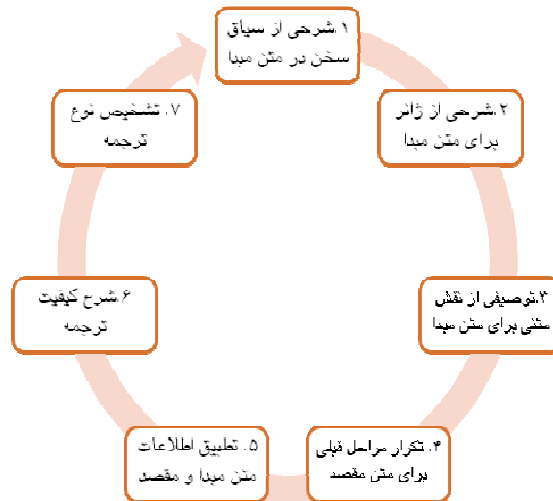 ۱.شرحی از سیاق
سخن در متن مبدا
۲.شرحی از ژانر
برای متن مبدا
۳.توصیفی از نقش
متنی برای متن مبدا
۴. تکرار مراحل قبلی
برای متن مقصد
۵. تطبیق اطلاعات
متن مبدا و مقصد
۶.شرح کیفیت
ترجمه
۷. تشخیص نوع
ترجمه